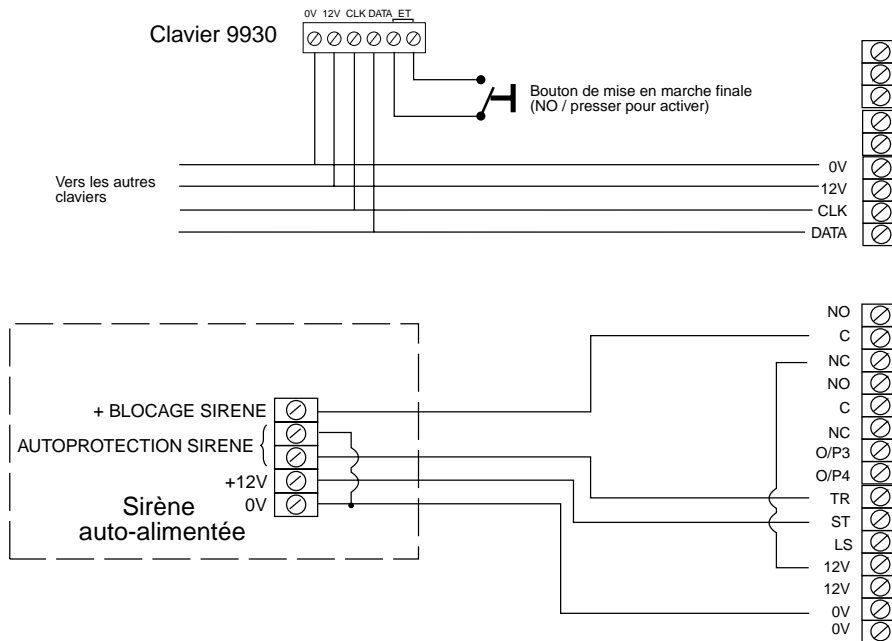 Clavier 9930
0V 12V CLK DATA ET
Bouton de mise en marche finale
(NO / presser pour activer)
Vers les autres
claviers
0V
12V
CLK
DATA
+ BLOCAGE SIRENE
AUTOPROTECTION SIRENE
+12V
0V
Sirène
auto-alimentée
NO
C
NC
NO
C
NC
O/P3
O/P4
TR
ST
LS
12V
12V
0V
0V